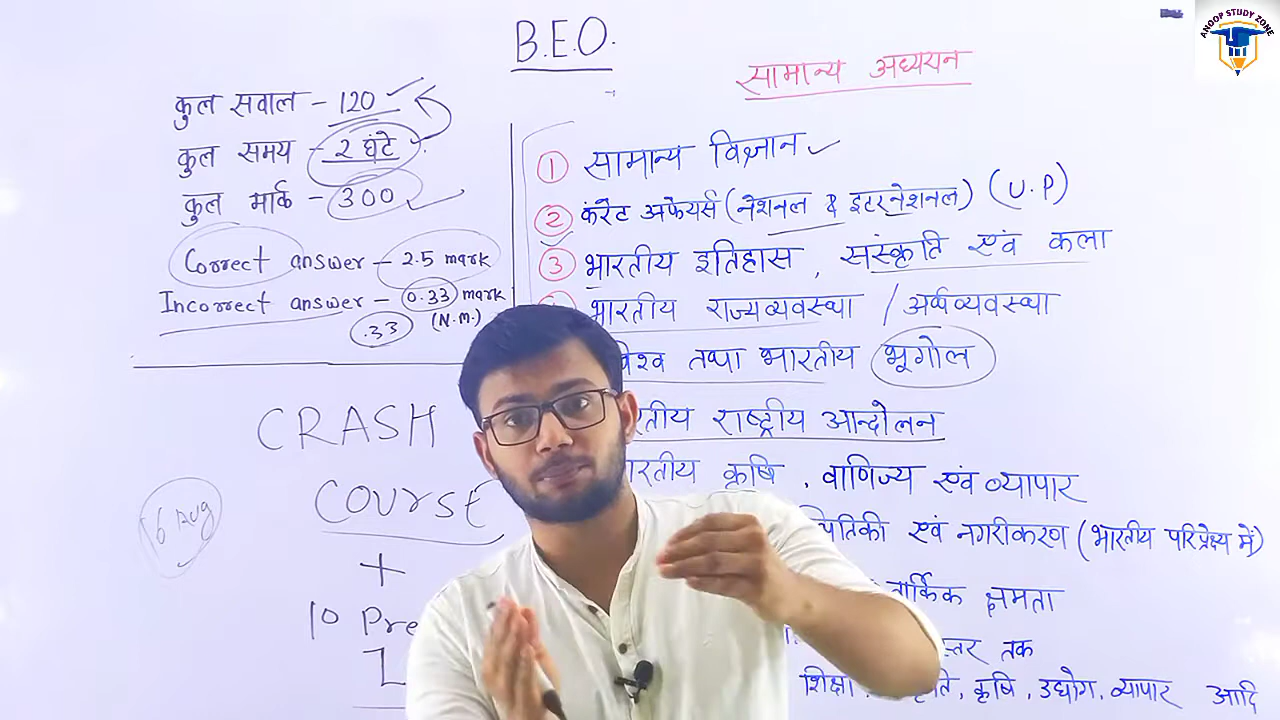 B.E.O.
ANOOP STUDY ZONE
सामान्य अध्ययन
कुल सवाल - 120
कुल समय - 2 घंटे
कुल मार्क - 300
Correct answer - 2.5 mark
Incorrect answer - 0.33 mark
.33 (N.M.)
CRASH
COURSE
6 Aug
+
10 Pre
1 सामान्य विज्ञान
2 करेंट अफेयर्स (नेशनल & इटरनेशनल) (U.P)
3 भारतीय इतिहास, संस्कृति एवं कला
भारतीय राज्यव्यवस्था / अर्थव्यवस्था
विश्व तथा भारतीय भूगोल
रतीय राष्ट्रीय आन्दोलन
भारतीय कृषि, वाणिज्य एवं व्यापार
एवं नगरीकरण (भारतीय परिप्रेक्ष्य में)
तार्किक क्षमता
स्तर तक
शिक्षा, कृषि, उद्योग, व्यापार आदि